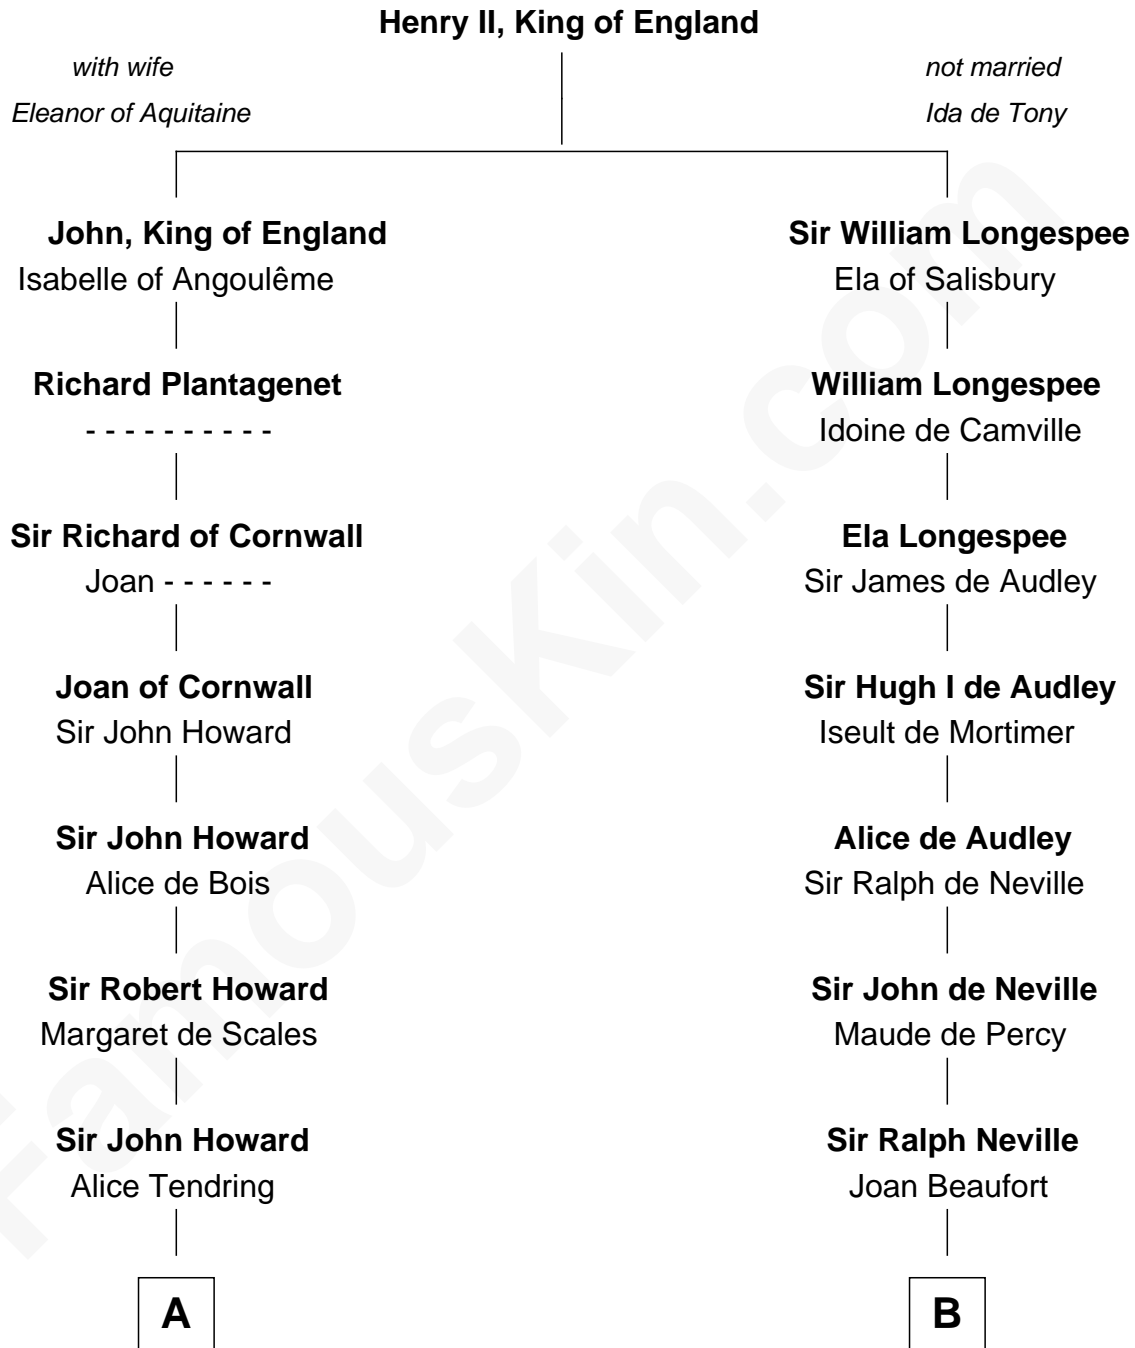 Henry II, King of England
with wife
Eleanor of Aquitaine
not married
Ida de Tony
John, King of England
Isabelle of Angoulême
Sir William Longespee
Ela of Salisbury
Richard Plantagenet
- - - - - - - - - -
William Longespee
Idoine de Camville
Sir Richard of Cornwall
Joan - - - - - -
Ela Longespee
Sir James de Audley
Joan of Cornwall
Sir John Howard
Sir Hugh I de Audley
Iseult de Mortimer
Sir John Howard
Alice de Bois
Alice de Audley
Sir Ralph de Neville
Sir Robert Howard
Margaret de Scales
Sir John de Neville
Maude de Percy
Sir John Howard
Alice Tendring
Sir Ralph Neville
Joan Beaufort
A
B
FamousKin.com